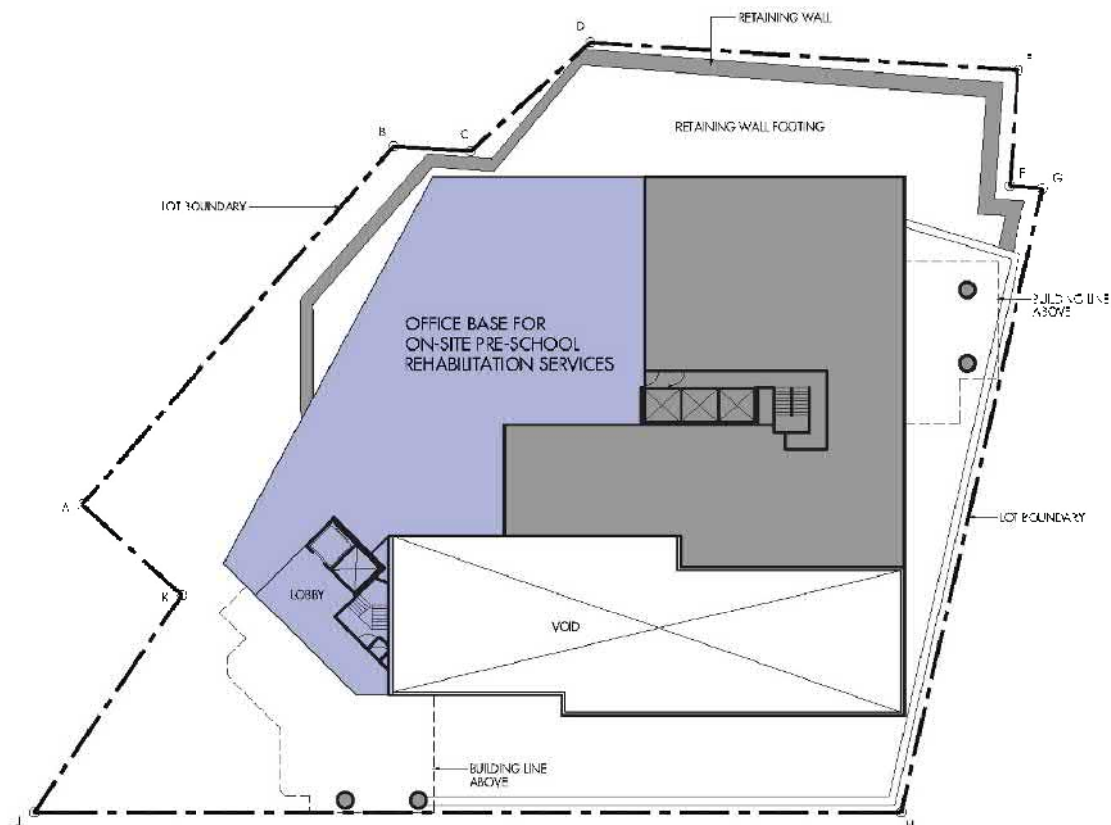 D
RETAINING WALL
B
C
RETAINING WALL FOOTING
F
G
LOT BOUNDARY
BUILDING LINE
ABOVE
OFFICE BASE FOR
ON-SITE PRE-SCHOOL
REHABILITATION SERVICES
A
LOT BOUNDARY
K
LOBBY
VOID
BUILDING LINE
ABOVE
J
H